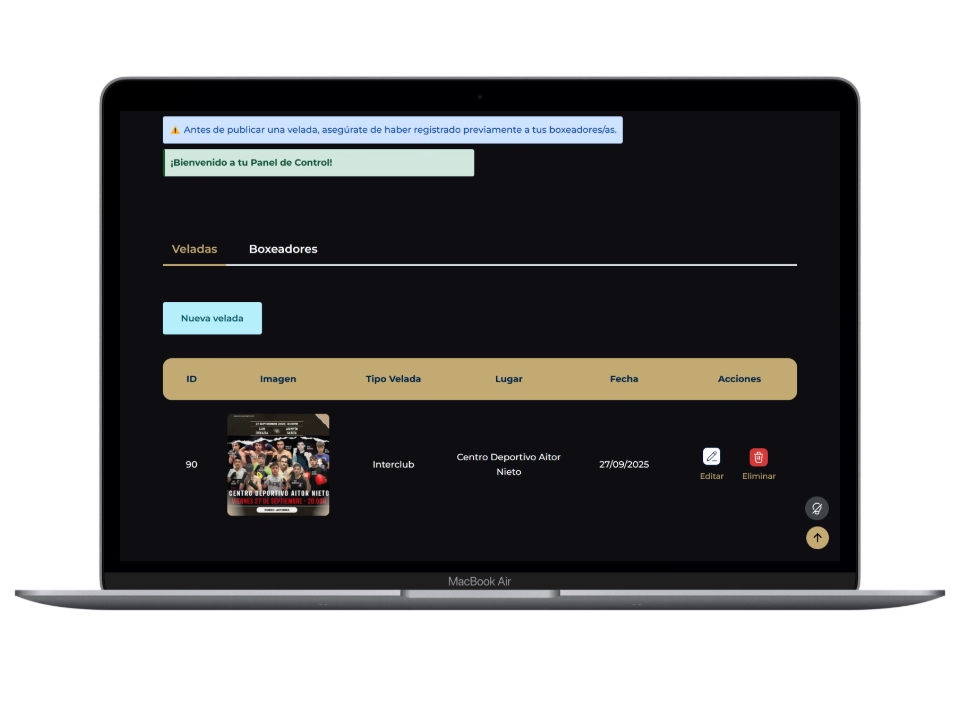 ⚠️ Antes de publicar una velada, asegúrate de haber registrado previamente a tus boxeadores/as.
¡Bienvenido a tu Panel de Control!
Veladas Boxeadores
Nueva velada
ID Imagen Tipo Velada Lugar Fecha Acciones
CENTRO DEPORTIVO AITOR NIETO
90 Interclub Centro Deportivo Aitor
Nieto 27/09/2025
Editar Eliminar
MacBook Air